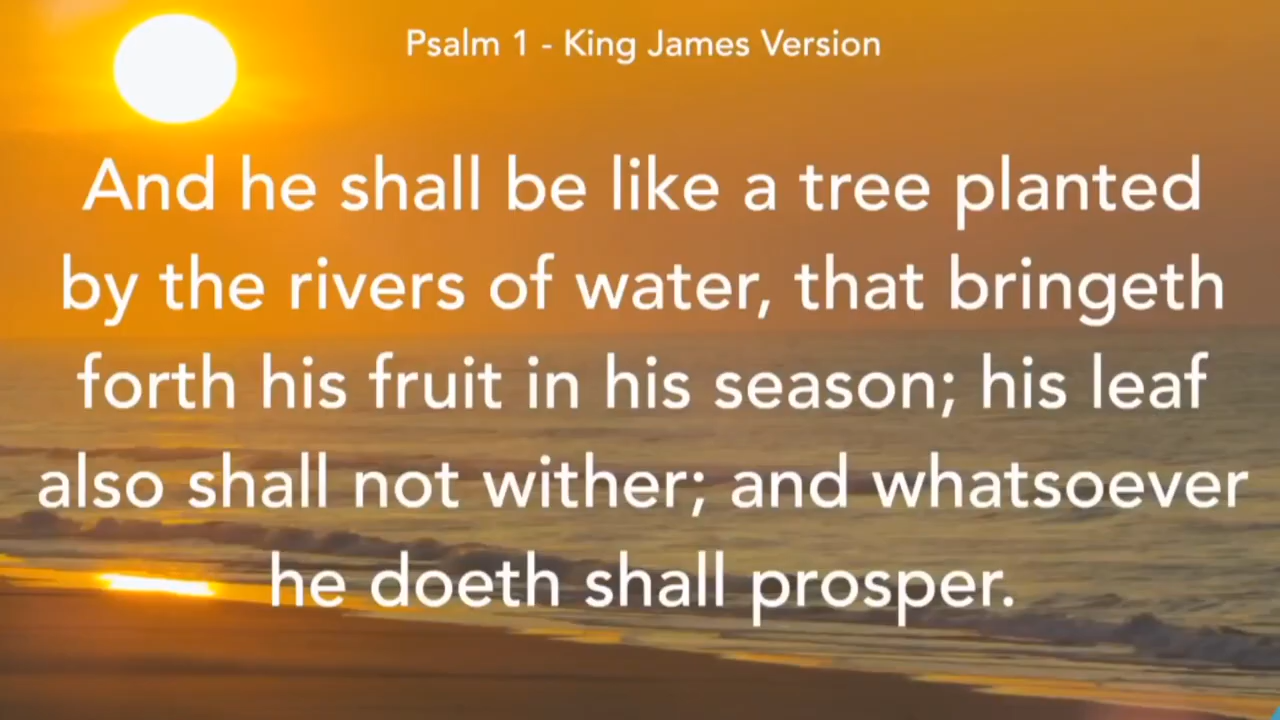 Psalm 1 - King James Version
And he shall be like a tree planted
by the rivers of water, that bringeth
forth his fruit in his season; his leaf
also shall not wither; and whatsoever
he doeth shall prosper.